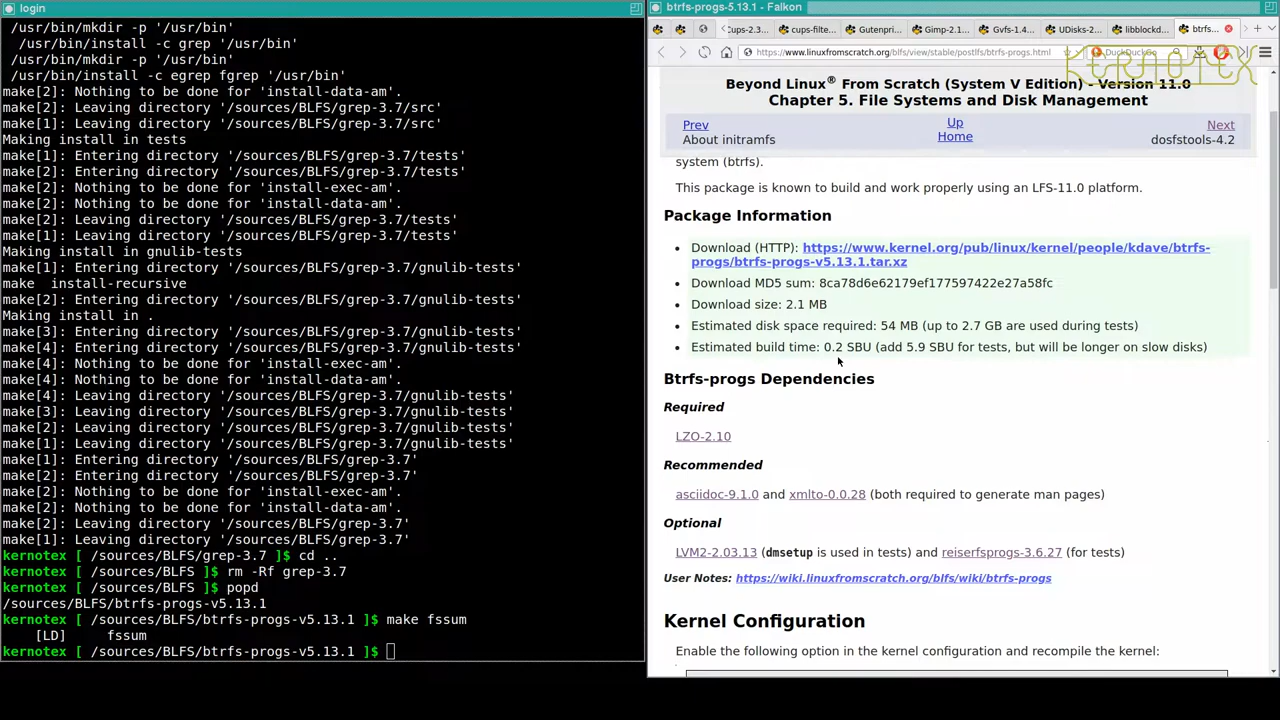 login
/usr/bin/mkdir -p '/usr/bin'
/usr/bin/install -c grep '/usr/bin'
/usr/bin/mkdir -p '/usr/bin'
/usr/bin/install -c egrep fgrep '/usr/bin'
make[2]: Nothing to be done for 'install-data-am'.
make[2]: Leaving directory '/sources/BLFS/grep-3.7/src'
make[1]: Leaving directory '/sources/BLFS/grep-3.7/src'
Making install in tests
make[1]: Entering directory '/sources/BLFS/grep-3.7/tests'
make[2]: Entering directory '/sources/BLFS/grep-3.7/tests'
make[2]: Nothing to be done for 'install-exec-am'.
make[2]: Nothing to be done for 'install-data-am'.
make[2]: Leaving directory '/sources/BLFS/grep-3.7/tests'
make[1]: Leaving directory '/sources/BLFS/grep-3.7/tests'
Making install in gnulib-tests
make[1]: Entering directory '/sources/BLFS/grep-3.7/gnulib-tests'
make  install-recursive
make[2]: Entering directory '/sources/BLFS/grep-3.7/gnulib-tests'
Making install in .
make[3]: Entering directory '/sources/BLFS/grep-3.7/gnulib-tests'
make[4]: Entering directory '/sources/BLFS/grep-3.7/gnulib-tests'
make[4]: Nothing to be done for 'install-exec-am'.
make[4]: Nothing to be done for 'install-data-am'.
make[4]: Leaving directory '/sources/BLFS/grep-3.7/gnulib-tests'
make[3]: Leaving directory '/sources/BLFS/grep-3.7/gnulib-tests'
make[2]: Leaving directory '/sources/BLFS/grep-3.7/gnulib-tests'
make[1]: Leaving directory '/sources/BLFS/grep-3.7/gnulib-tests'
make[1]: Entering directory '/sources/BLFS/grep-3.7'
make[2]: Entering directory '/sources/BLFS/grep-3.7'
make[2]: Nothing to be done for 'install-exec-am'.
make[2]: Nothing to be done for 'install-data-am'.
make[2]: Leaving directory '/sources/BLFS/grep-3.7'
make[1]: Leaving directory '/sources/BLFS/grep-3.7'
kernotex [ /sources/BLFS/grep-3.7 ]$ cd ..
kernotex [ /sources/BLFS ]$ rm -Rf grep-3.7
kernotex [ /sources/BLFS ]$ popd
/sources/BLFS/btrfs-progs-v5.13.1
kernotex [ /sources/BLFS/btrfs-progs-v5.13.1 ]$ make fssum
[LD]     fssum
kernotex [ /sources/BLFS/btrfs-progs-v5.13.1 ]$
btrfs-progs-5.13.1 - Falkon
Cups-2.3... cups-filte... Gutenpri... Gimp-2.1... Gvfs-1.4... UDisks-2... libblockd... btrfs...
https://www.linuxfromscratch.org/blfs/view/stable/postlfs/btrfs-progs.html DuckDuckGo
KERNOTEX
Beyond Linux® From Scratch (System V Edition) - Version 11.0
Chapter 5. File Systems and Disk Management
Prev Up Next
About initramfs Home dosfstools-4.2
system (btrfs).
This package is known to build and work properly using an LFS-11.0 platform.
Package Information
Download (HTTP): https://www.kernel.org/pub/linux/kernel/people/kdave/btrfs-
progs/btrfs-progs-v5.13.1.tar.xz
Download MD5 sum: 8ca78d6e62179ef177597422e27a58fc
Download size: 2.1 MB
Estimated disk space required: 54 MB (up to 2.7 GB are used during tests)
Estimated build time: 0.2 SBU (add 5.9 SBU for tests, but will be longer on slow disks)
Btrfs-progs Dependencies
Required
LZO-2.10
Recommended
asciidoc-9.1.0 and xmlto-0.0.28 (both required to generate man pages)
Optional
LVM2-2.03.13 (dmsetup is used in tests) and reiserfsprogs-3.6.27 (for tests)
User Notes: https://wiki.linuxfromscratch.org/blfs/wiki/btrfs-progs
Kernel Configuration
Enable the following option in the kernel configuration and recompile the kernel: